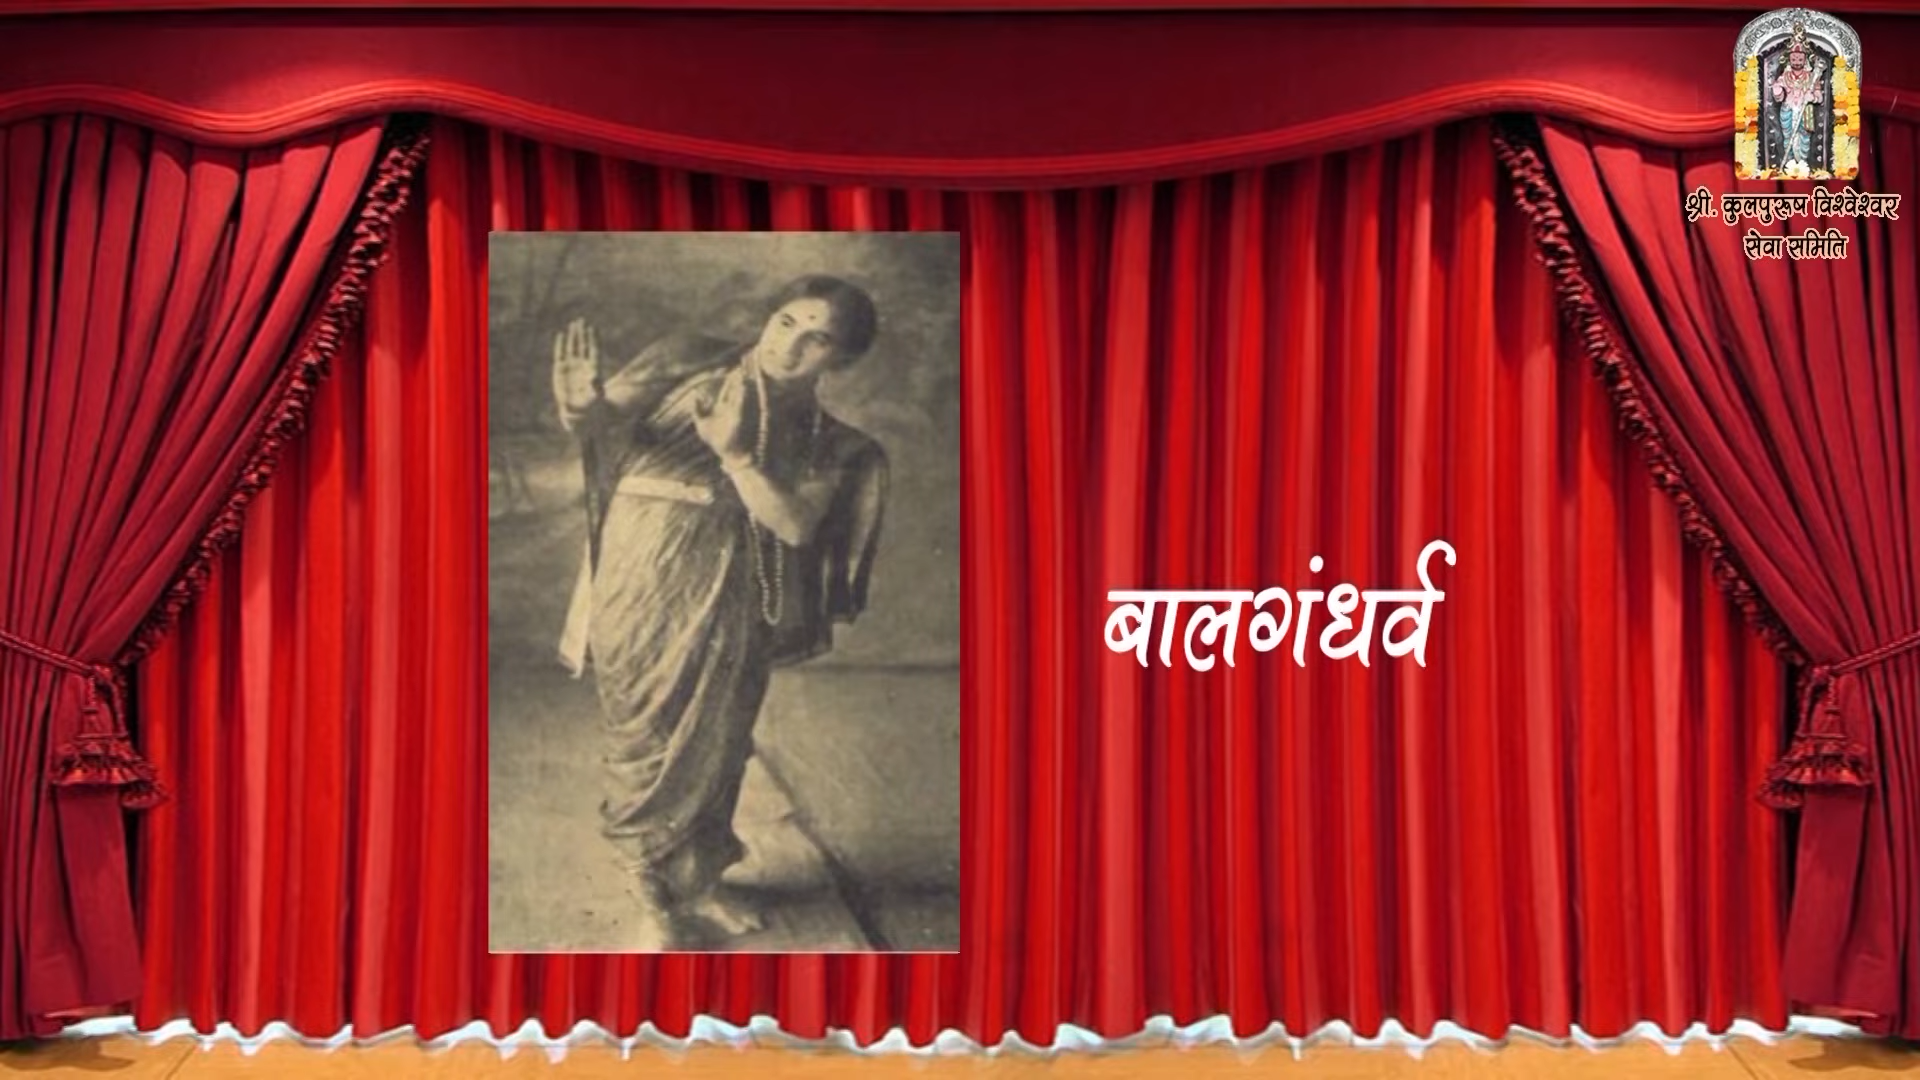 श्री. कुलपुरूष विश्वेश्वर
सेवा समिति
बालगंधर्व